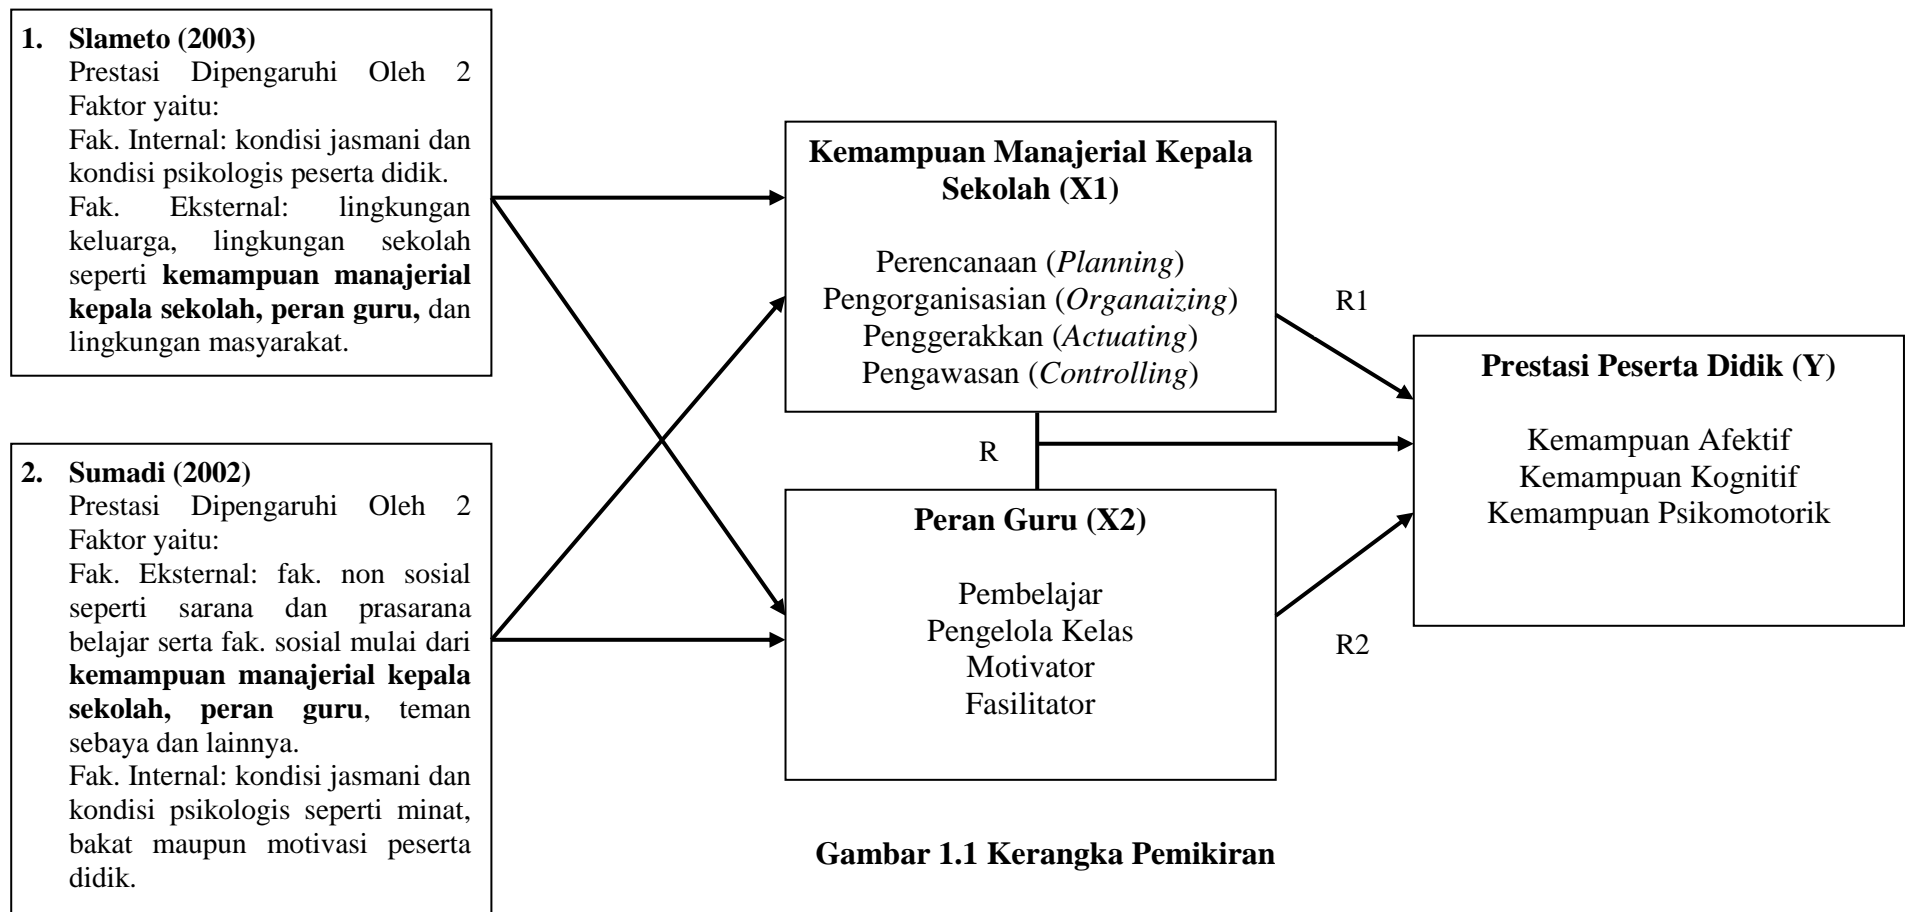 1. Slameto (2003)
Prestasi Dipengaruhi Oleh 2
Faktor yaitu:
Fak. Internal: kondisi jasmani dan
kondisi psikologis peserta didik.
Fak. Eksternal: lingkungan
keluarga, lingkungan sekolah
seperti kemampuan manajerial
kepala sekolah, peran guru, dan
lingkungan masyarakat.
2. Sumadi (2002)
Prestasi Dipengaruhi Oleh 2
Faktor yaitu:
Fak. Eksternal: fak. non sosial
seperti sarana dan prasarana
belajar serta fak. sosial mulai dari
kemampuan manajerial kepala
sekolah, peran guru, teman
sebaya dan lainnya.
Fak. Internal: kondisi jasmani dan
kondisi psikologis seperti minat,
bakat maupun motivasi peserta
didik.
Kemampuan Manajerial Kepala
Sekolah (X1)
Perencanaan (Planning)
Pengorganisasian (Organaizing)
Penggerakkan (Actuating)
Pengawasan (Controlling)
R
Peran Guru (X2)
Pembelajar
Pengelola Kelas
Motivator
Fasilitator
R1
R2
Prestasi Peserta Didik (Y)
Kemampuan Afektif
Kemampuan Kognitif
Kemampuan Psikomotorik
Gambar 1.1 Kerangka Pemikiran